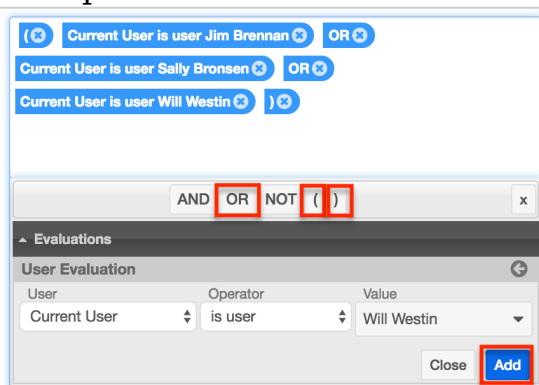 ( Current User is user Jim Brennan OR
Current User is user Sally Bronsen OR
Current User is user Will Westin )
AND OR NOT ( ) x
Evaluations
User Evaluation
User Operator Value
Current User is user Will Westin
Close Add